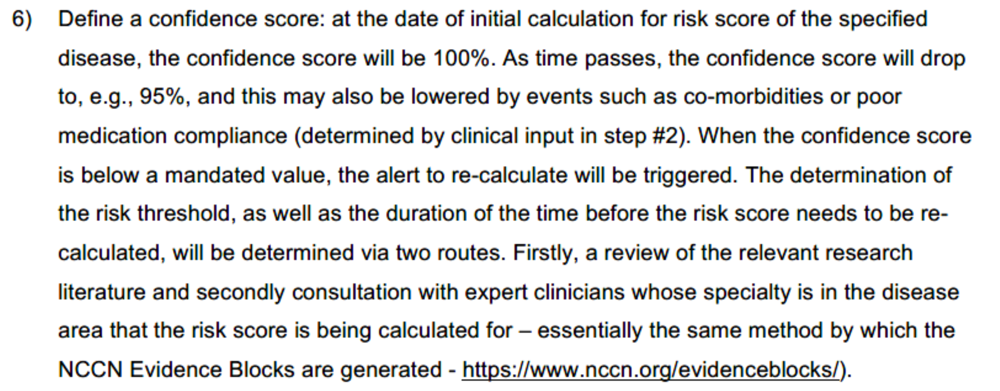 6) Define a confidence score: at the date of initial calculation for risk score of the specified
disease, the confidence score will be 100%. As time passes, the confidence score will drop
to, e.g., 95%, and this may also be lowered by events such as co-morbidities or poor
medication compliance (determined by clinical input in step #2). When the confidence score
is below a mandated value, the alert to re-calculate will be triggered. The determination of
the risk threshold, as well as the duration of the time before the risk score needs to be re-
calculated, will be determined via two routes. Firstly, a review of the relevant research
literature and secondly consultation with expert clinicians whose specialty is in the disease
area that the risk score is being calculated for – essentially the same method by which the
NCCN Evidence Blocks are generated - https://www.nccn.org/evidenceblocks/).